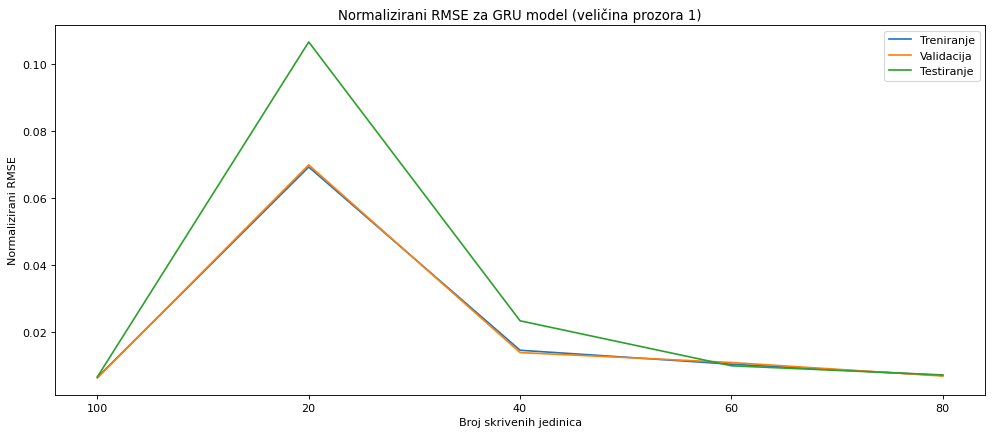 Normalizirani RMSE za GRU model (veličina prozora 1)
Treniranje
Validacija
Testiranje
Normalizirani RMSE
0.10
0.08
0.06
0.04
0.02
100 20 40 60 80
Broj skrivenih jedinica